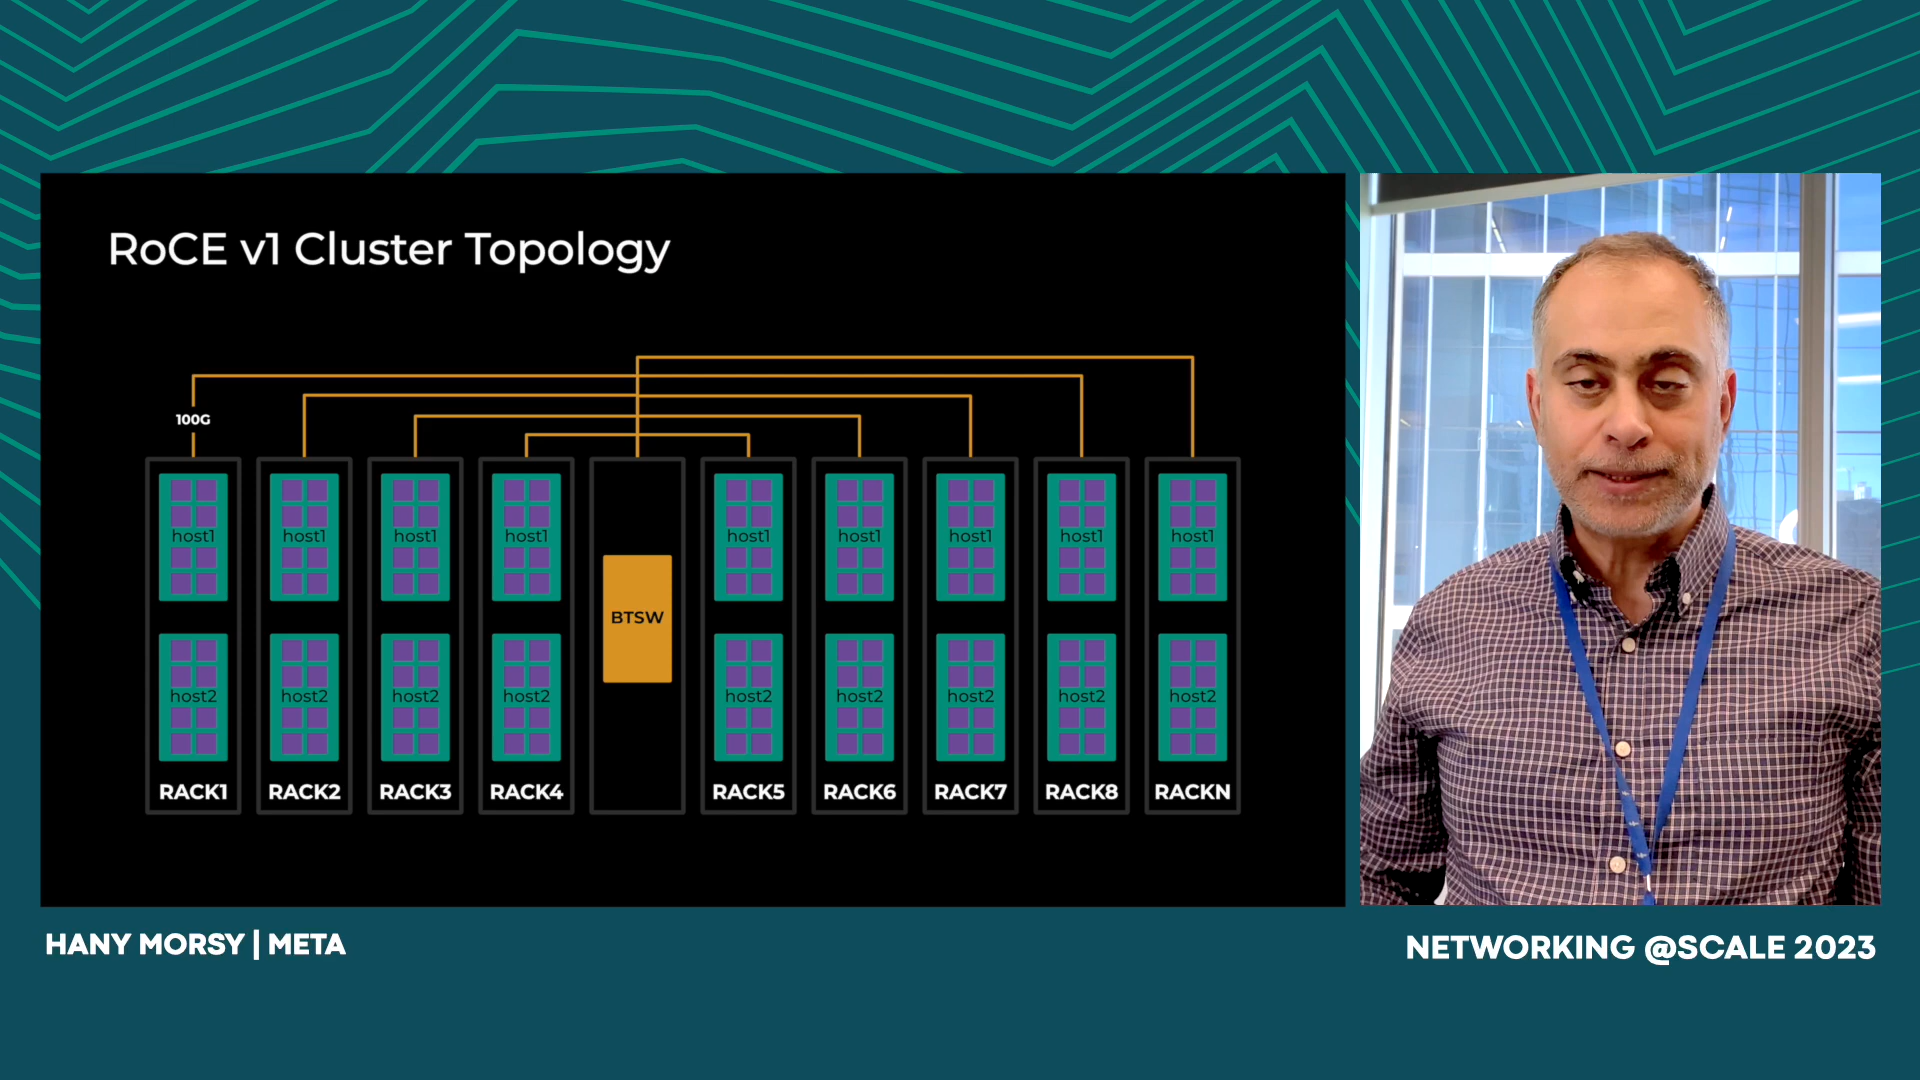 RoCE v1 Cluster Topology
100G
host1 host1 host1 host1 host1 host1 host1 host1 host1
BTSW
host2 host2 host2 host2 host2 host2 host2 host2 host2
RACK1 RACK2 RACK3 RACK4 RACK5 RACK6 RACK7 RACK8 RACKN
HANY MORSY | META
NETWORKING @SCALE 2023